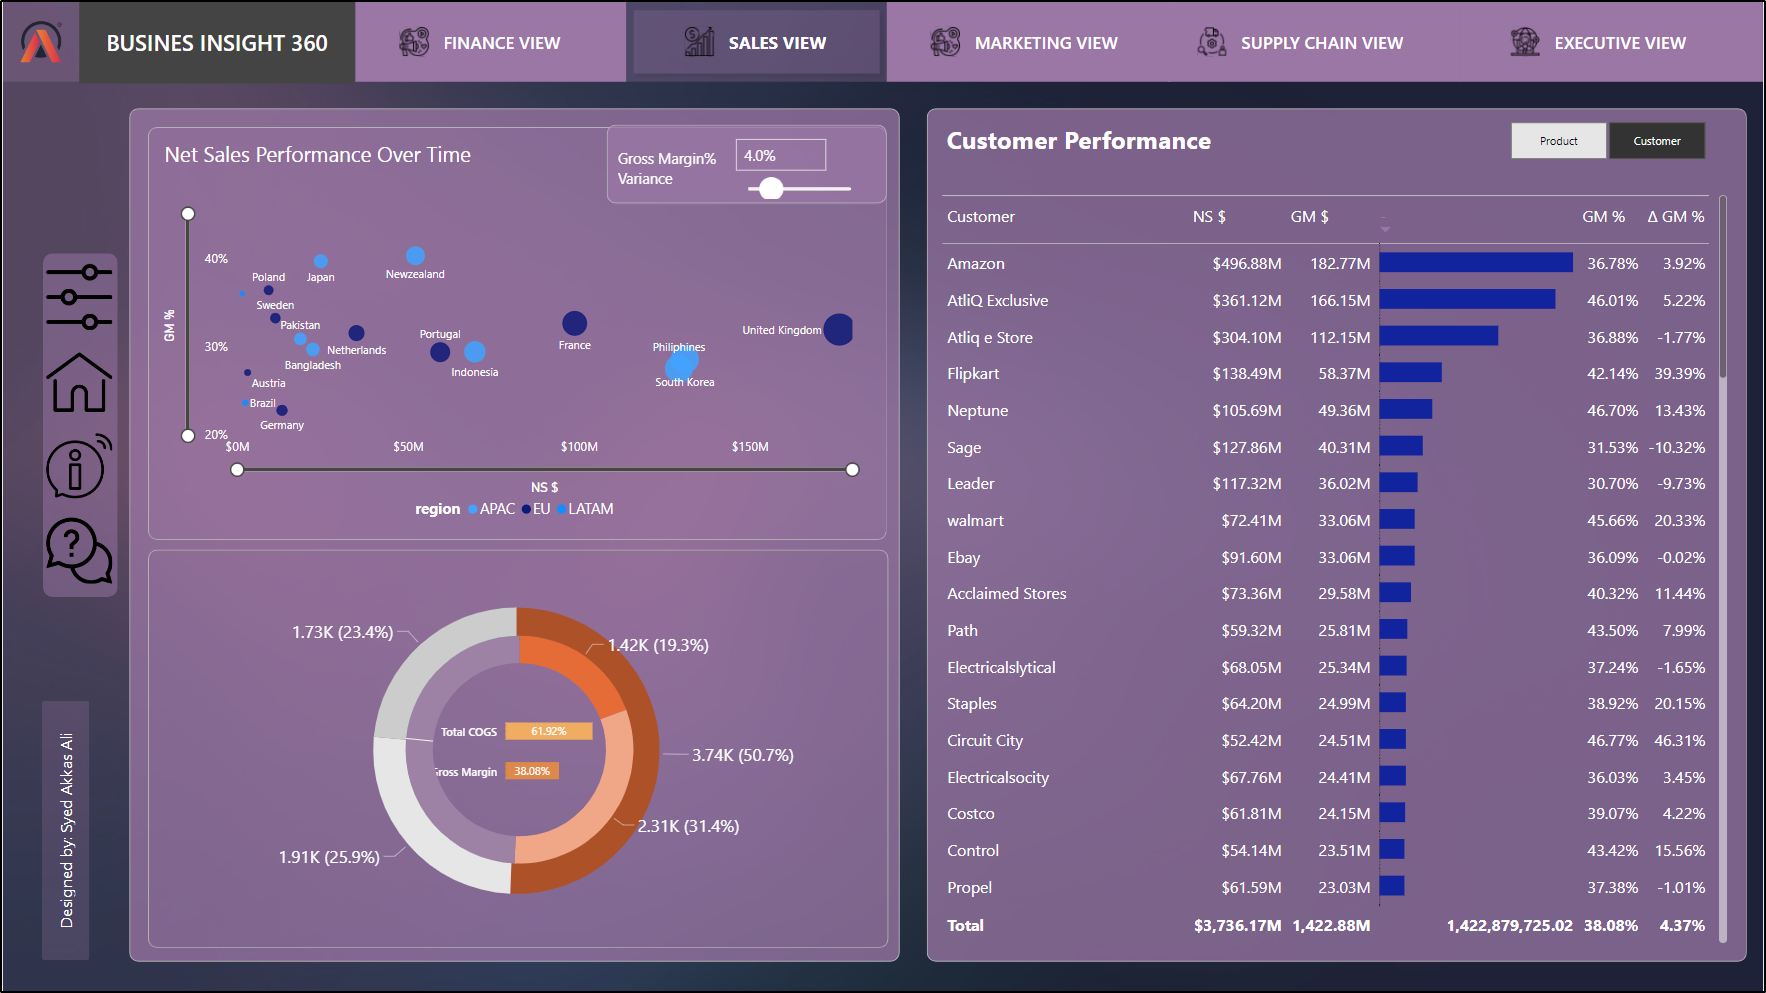 BUSINES INSIGHT 360
FINANCE VIEW
SALES VIEW
MARKETING VIEW
SUPPLY CHAIN VIEW
EXECUTIVE VIEW
Net Sales Performance Over Time
Gross Margin%
Variance
4.0%
GM %
40%
30%
20%
Poland
Japan
Newzealand
Sweden
Pakistan
Netherlands
Bangladesh
Portugal
Indonesia
France
Philiphines
South Korea
United Kingdom
Austria
Brazil
Germany
$0M
$50M
$100M
$150M
NS $
region APAC EU LATAM
1.73K (23.4%)
1.42K (19.3%)
Total COGS 61.92%
Gross Margin 38.08%
3.74K (50.7%)
2.31K (31.4%)
1.91K (25.9%)
Designed by: Syed Akkas Ali
Customer Performance
Product
Customer
Customer NS $ GM $ GM % Δ GM %
Amazon $496.88M 182.77M 36.78% 3.92%
AtliQ Exclusive $361.12M 166.15M 46.01% 5.22%
Atliq e Store $304.10M 112.15M 36.88% -1.77%
Flipkart $138.49M 58.37M 42.14% 39.39%
Neptune $105.69M 49.36M 46.70% 13.43%
Sage $127.86M 40.31M 31.53% -10.32%
Leader $117.32M 36.02M 30.70% -9.73%
walmart $72.41M 33.06M 45.66% 20.33%
Ebay $91.60M 33.06M 36.09% -0.02%
Acclaimed Stores $73.36M 29.58M 40.32% 11.44%
Path $59.32M 25.81M 43.50% 7.99%
Electricalslytical $68.05M 25.34M 37.24% -1.65%
Staples $64.20M 24.99M 38.92% 20.15%
Circuit City $52.42M 24.51M 46.77% 46.31%
Electricalsocity $67.76M 24.41M 36.03% 3.45%
Costco $61.81M 24.15M 39.07% 4.22%
Control $54.14M 23.51M 43.42% 15.56%
Propel $61.59M 23.03M 37.38% -1.01%
Total $3,736.17M 1,422.88M 1,422,879,725.02 38.08% 4.37%